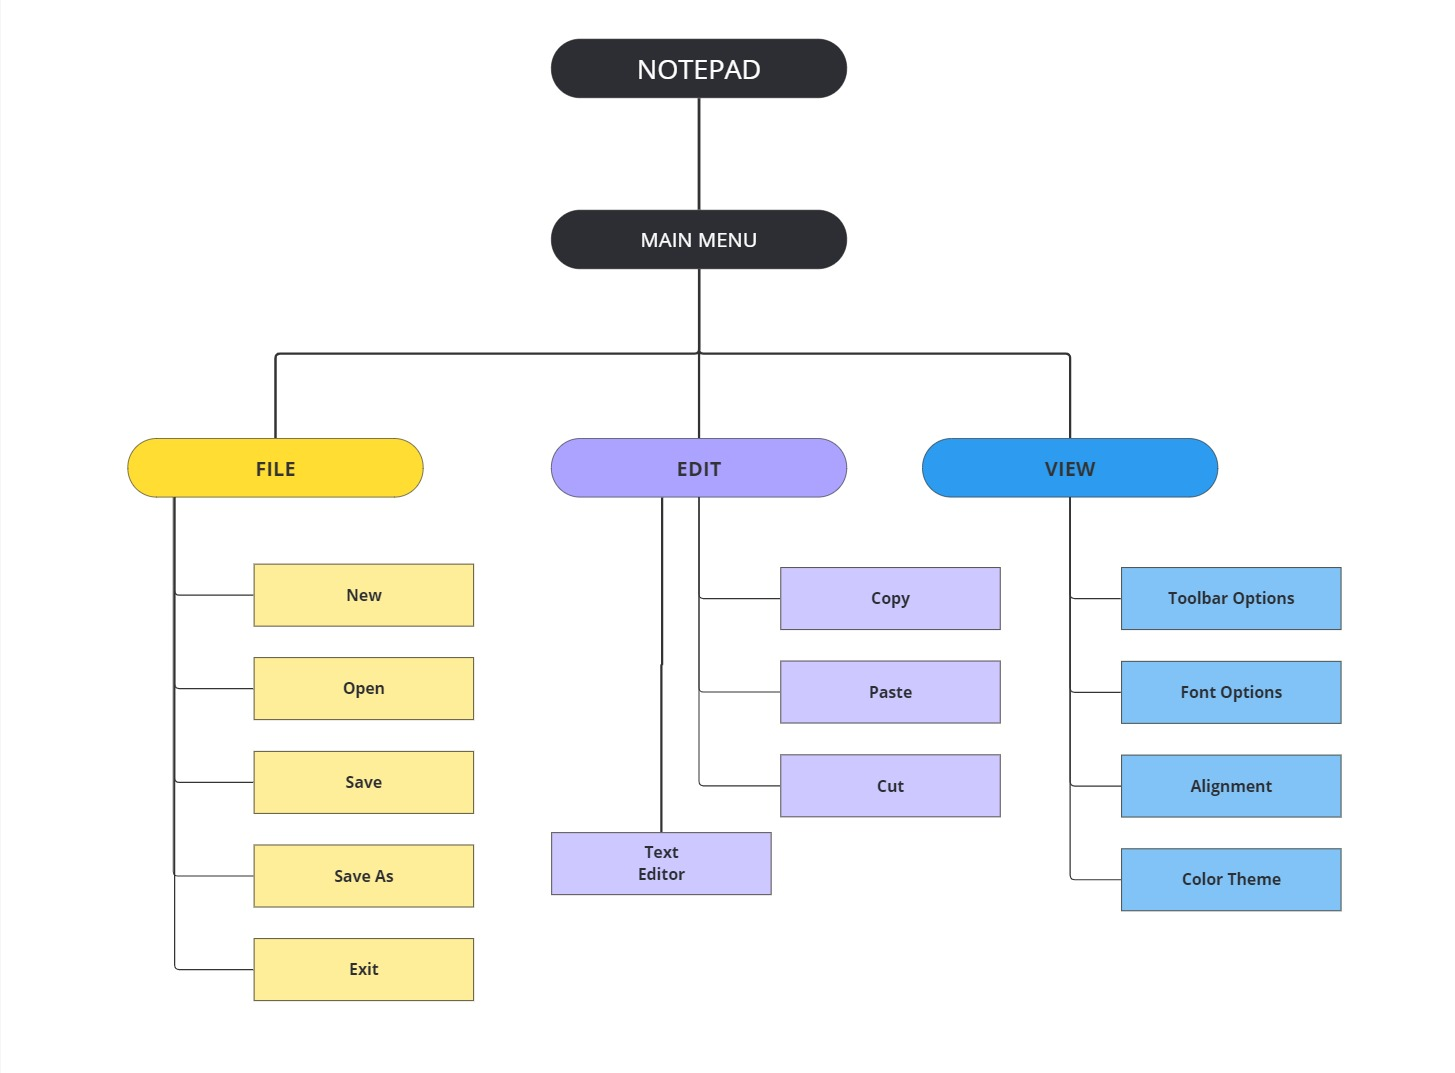 NOTEPAD
MAIN MENU
FILE
New
Open
Save
Save As
Exit
EDIT
Copy
Paste
Cut
Text
Editor
VIEW
Toolbar Options
Font Options
Alignment
Color Theme